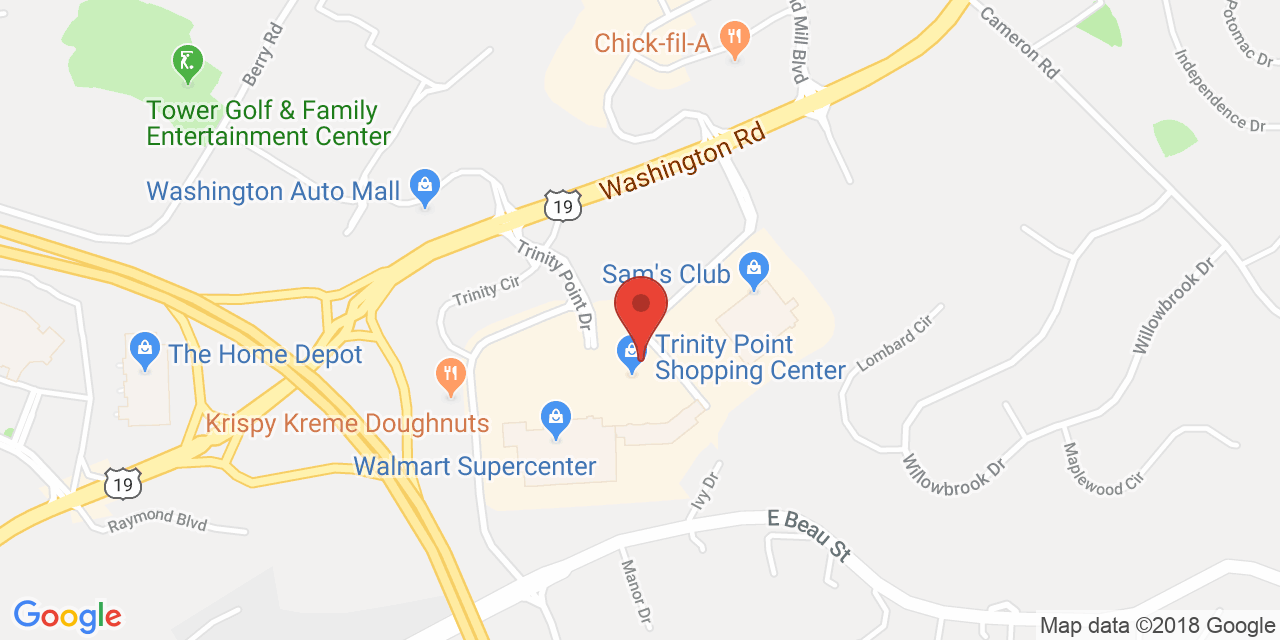 Potomac Dr
Cameron Rd
Chick-fil-A
nd Mill Blvd
Berry Rd
Independence Dr
Tower Golf & Family
Entertainment Center
Washington Rd
Washington Auto Mall
19
Trinity Point Dr
Sam's Club
Trinity Cir
Willowbrook Dr
Lombard Cir
The Home Depot
Trinity Point
Shopping Center
Krispy Kreme Doughnuts
Walmart Supercenter
Willowbrook Dr
Maplewood Cir
19
Ivy Dr
Raymond Blvd
E Beau St
Manor Dr
Google
Map data ©2018 Google